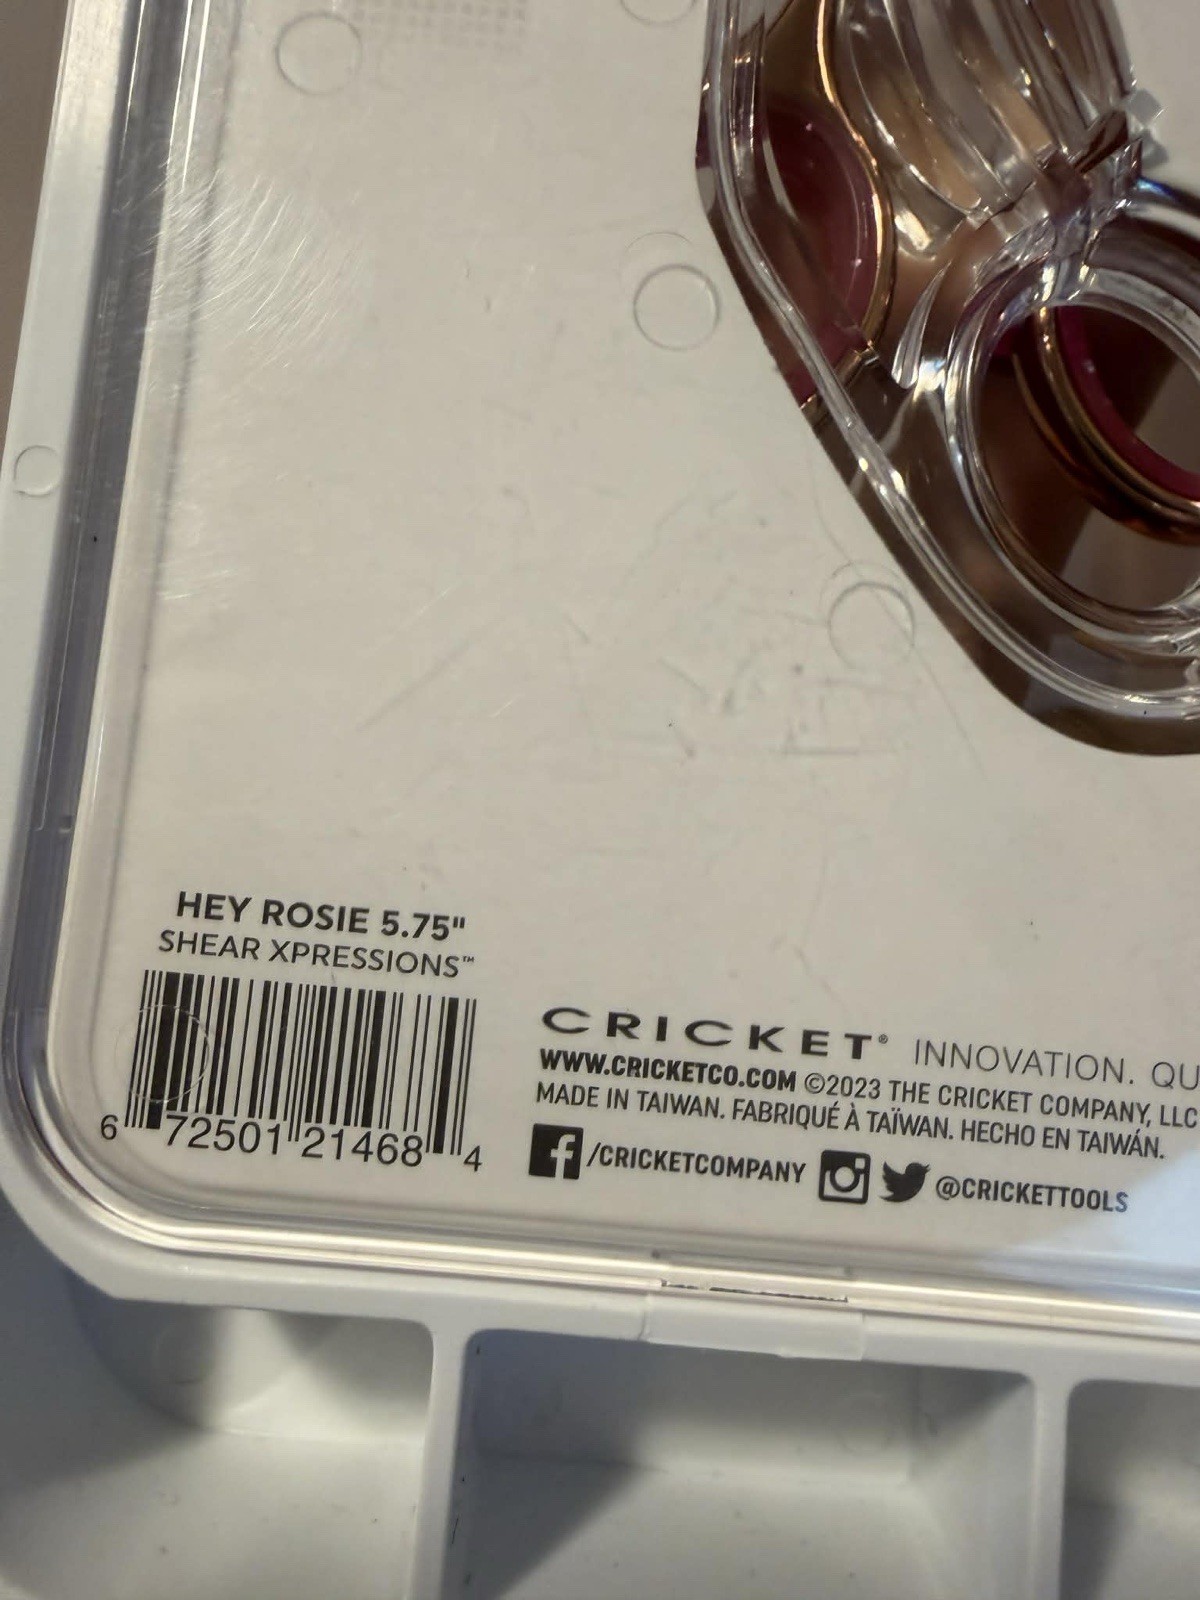 HEY ROSIE 5.75"
SHEAR XPRESSIONS™
6 72501 21468 4
CRICKET® INNOVATION. QU
WWW.CRICKETCO.COM ©2023 THE CRICKET COMPANY, LLC
MADE IN TAIWAN. FABRIQUÉ À TAÏWAN. HECHO EN TAIWÁN.
/CRICKETCOMPANY @CRICKETTOOLS